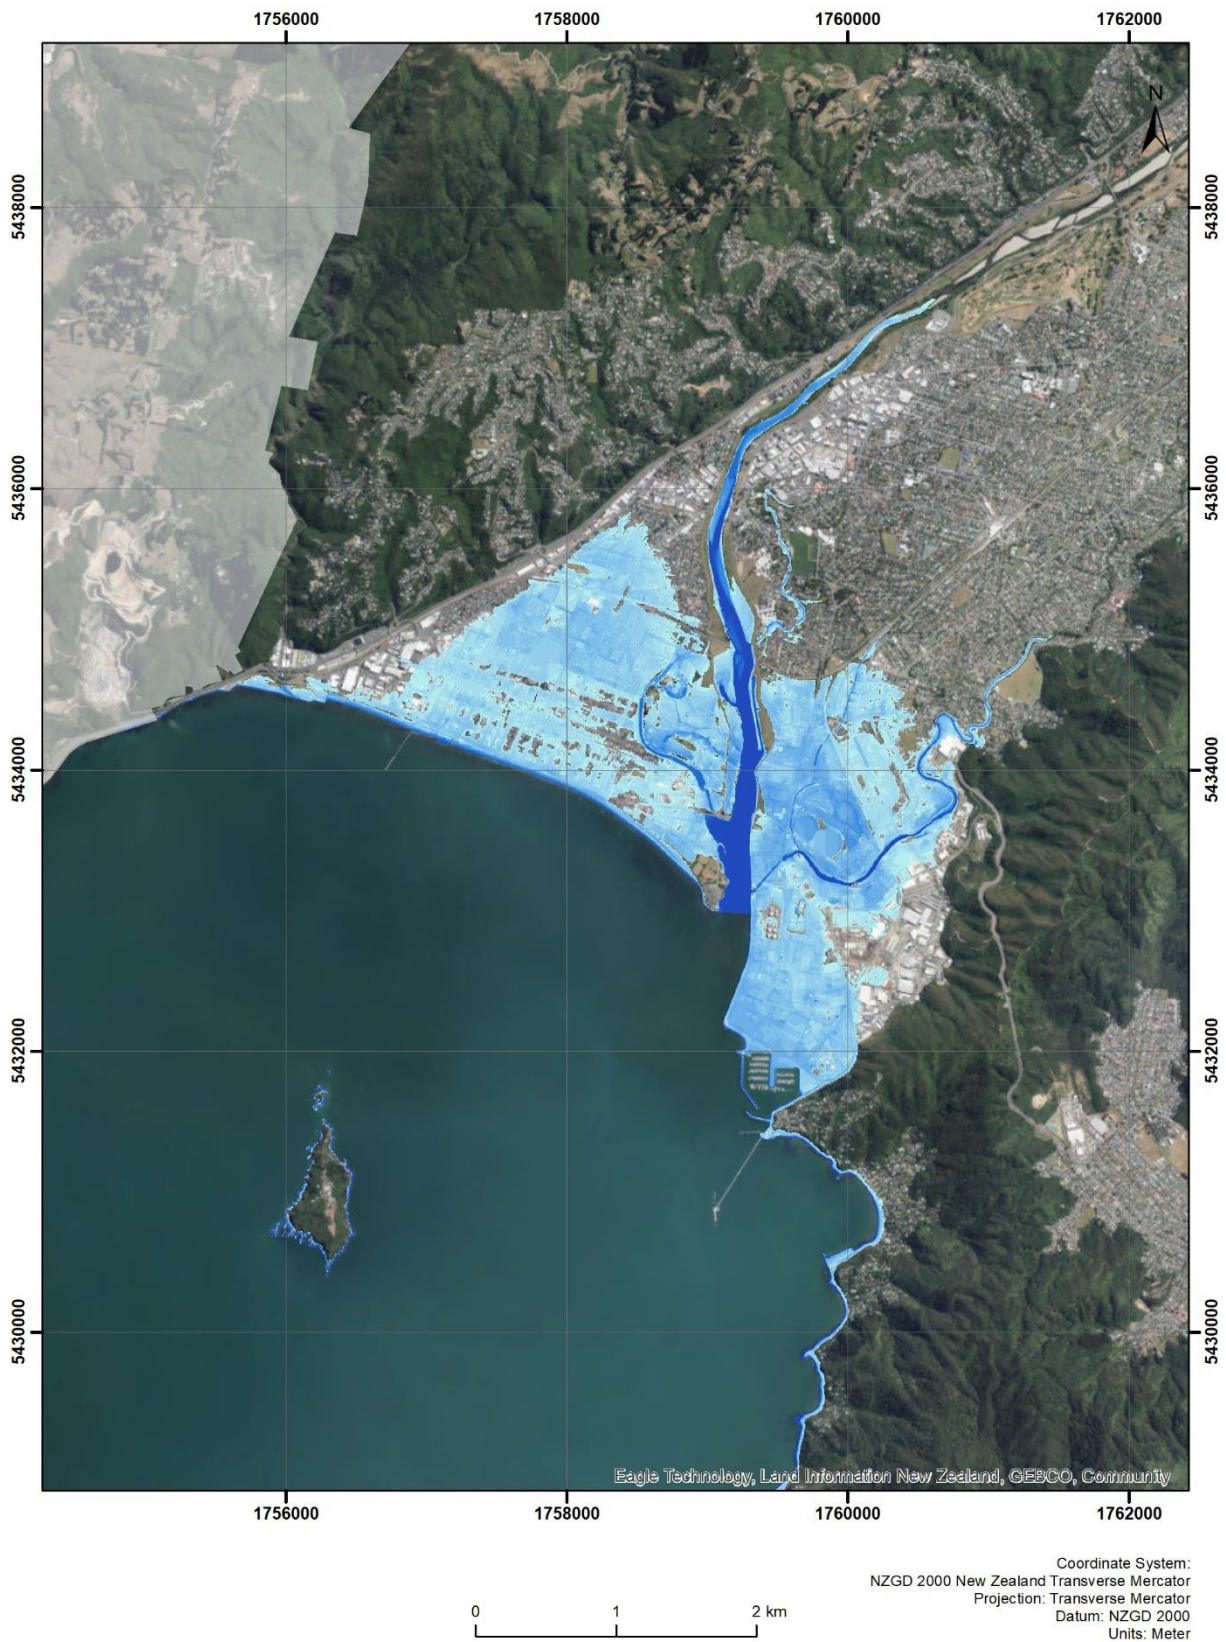 1756000 1758000 1760000 1762000
N
5438000 5438000
5436000 5436000
5434000 5434000
5432000 5432000
5430000 5430000
Eagle Technology, Land Information New Zealand, GEBCO, Community
1756000 1758000 1760000 1762000
Coordinate System:
NZGD 2000 New Zealand Transverse Mercator
Projection: Transverse Mercator
Datum: NZGD 2000
Units: Meter
0 1 2 km